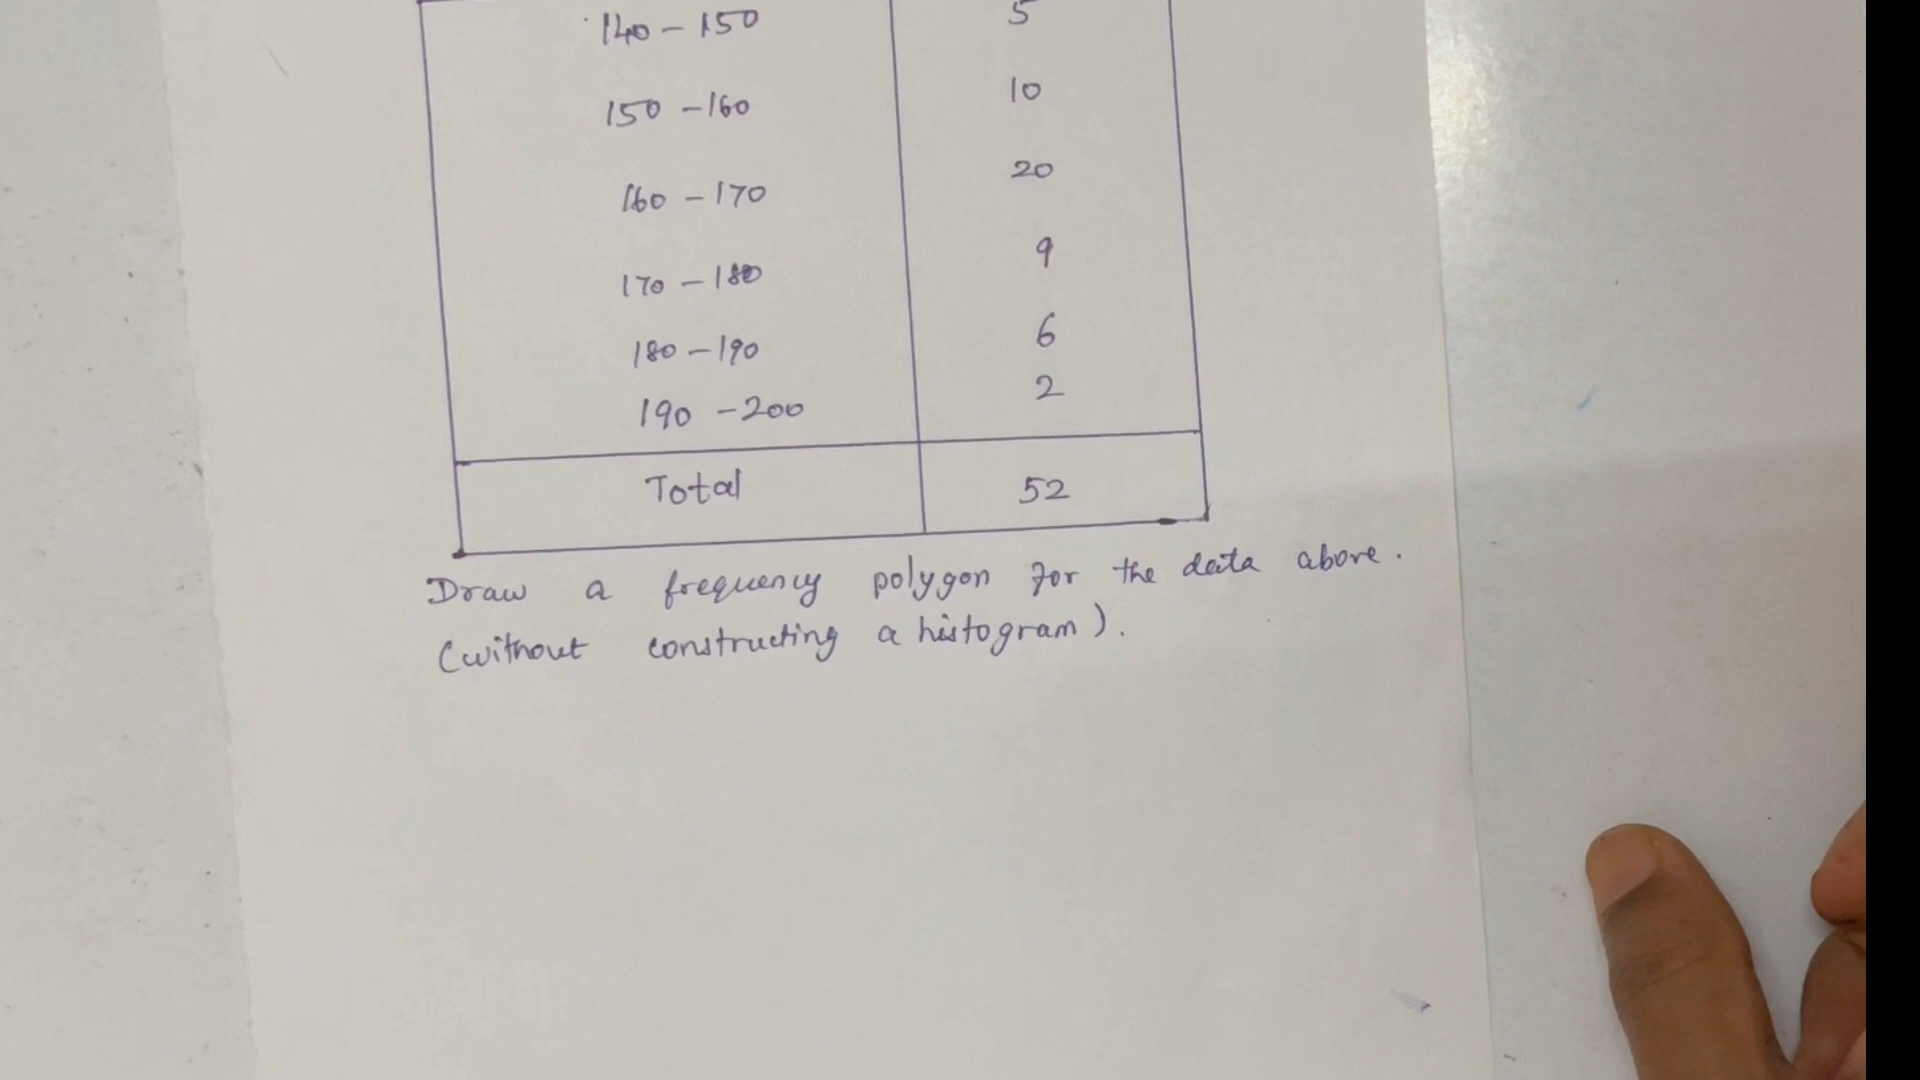 140 - 150 5
150 - 160 10
160 - 170 20
170 - 180 9
180 - 190 6
190 - 200 2
Total 52
Draw a frequency polygon for the data above.
(without constructing a histogram).